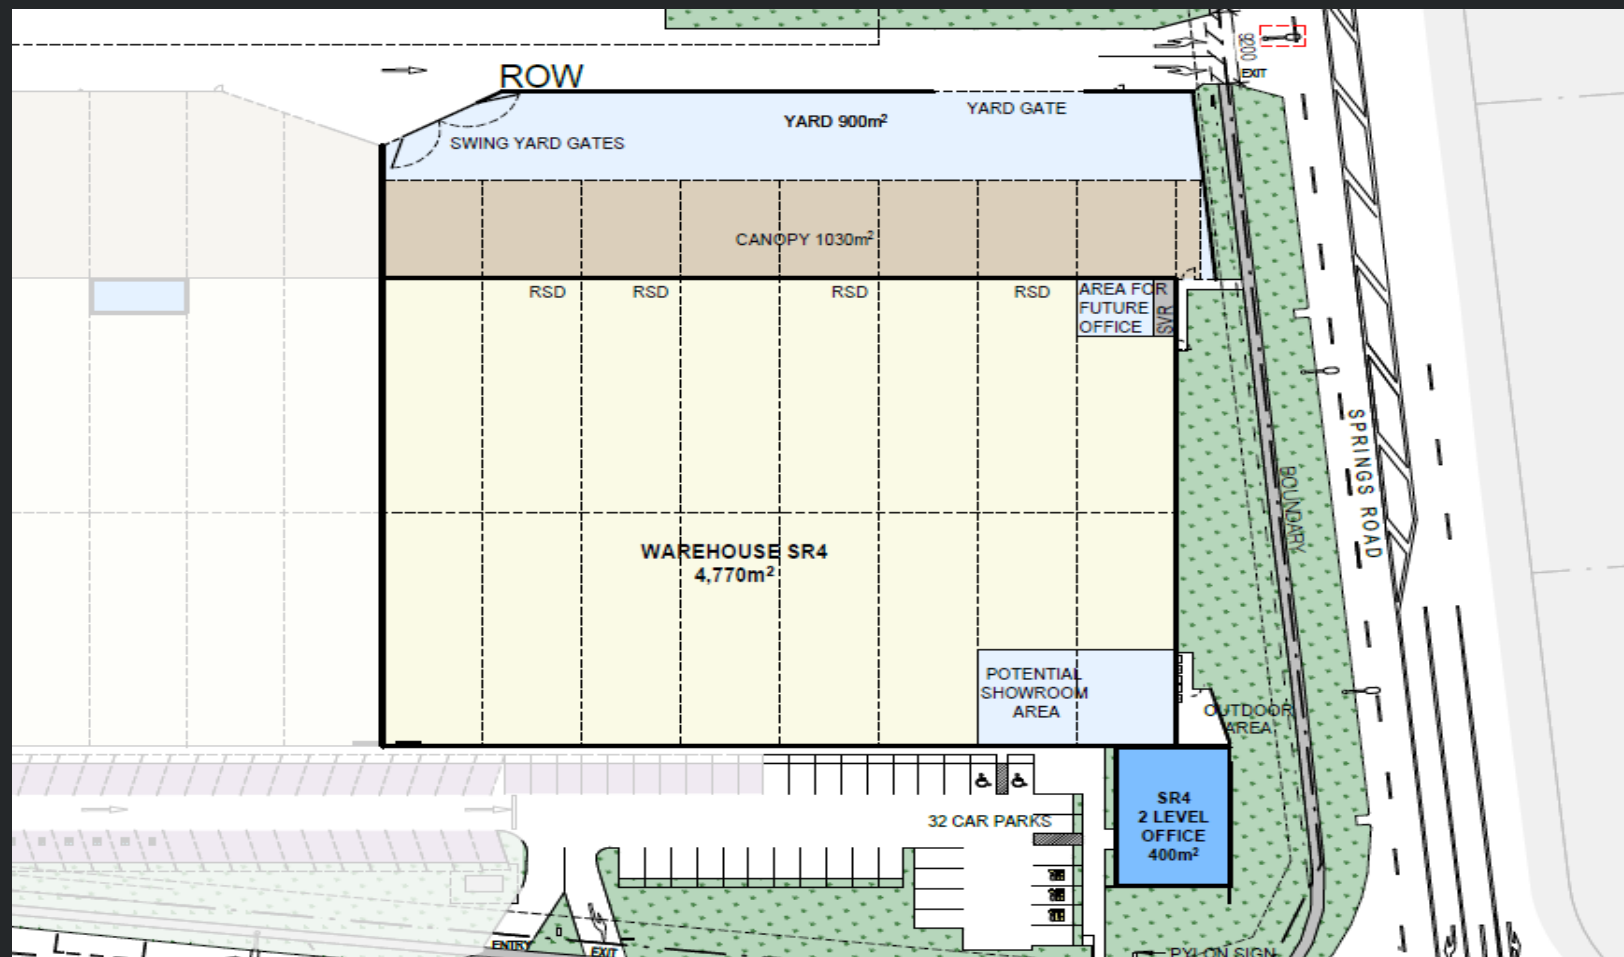 9200
EXIT
ROW
YARD GATE
YARD 900m²
SWING YARD GATES
CANOPY 1030m²
RSD
RSD
RSD
RSD
AREA FOR
FUTURE
OFFICE
SVR
SPRINGS ROAD
BOUNDARY
WAREHOUSE SR4
4,770m²
POTENTIAL
SHOWROOM
AREA
OUTDOOR
AREA
32 CAR PARKS
SR4
2 LEVEL
OFFICE
400m²
ENTRY
EXIT
PYLON SIGN